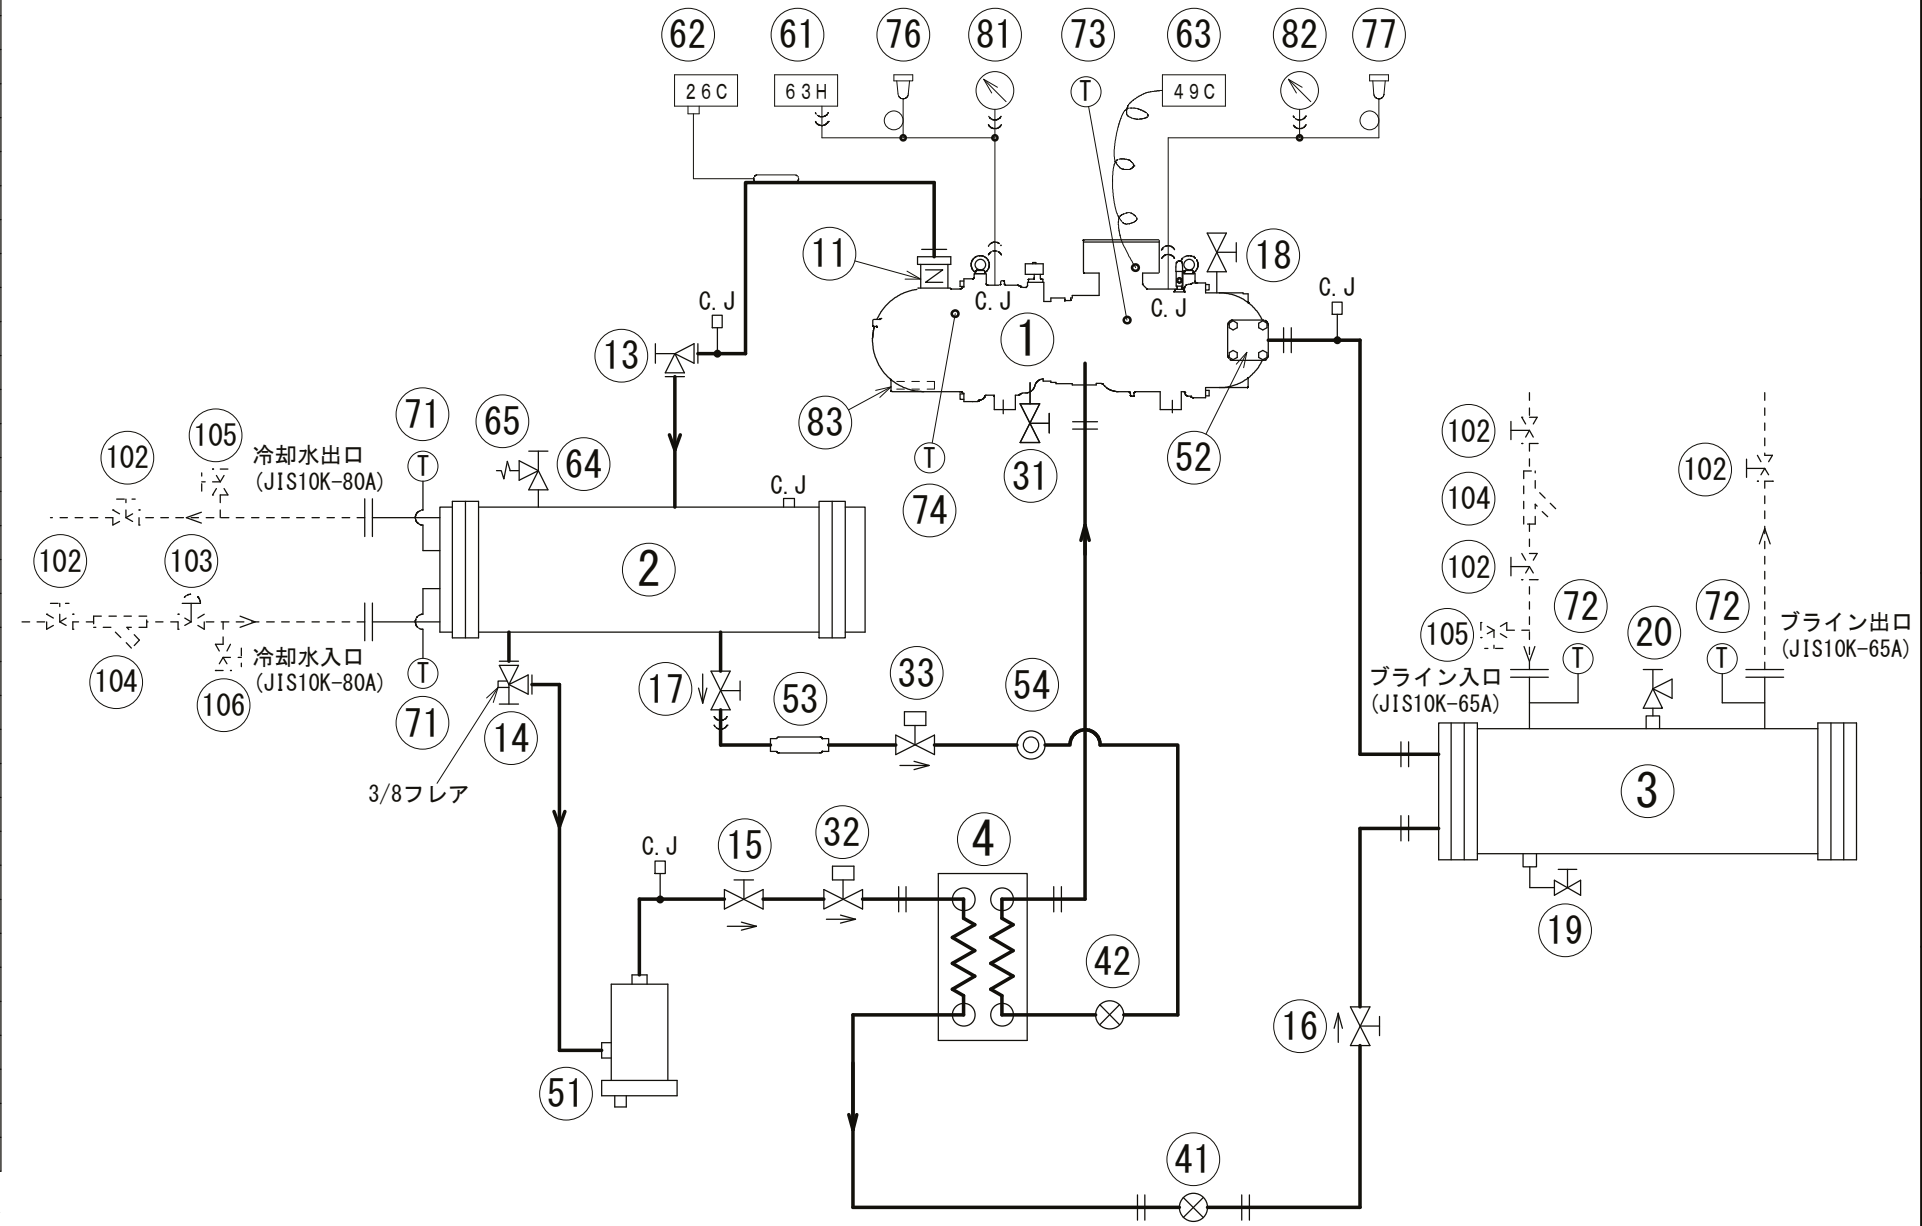 62 61 76 81 73 63 82 77
26C 63H T 49C
11 18
C.J C.J C.J C.J
1
13
83 52
71 65 64 T 31
105 冷却水出口
102 (JIS10K-80A)
T C.J 74
102 102
104
102 103 2 102
72 72
T T
20 ブライン出口
(JIS10K-65A)
105
ブライン入口
(JIS10K-65A)
104 冷却水入口
(JIS10K-80A)
106 T 71
17 33 54
53
14
3/8フレア
3
C.J 15 32 4
19
42
16
51
41